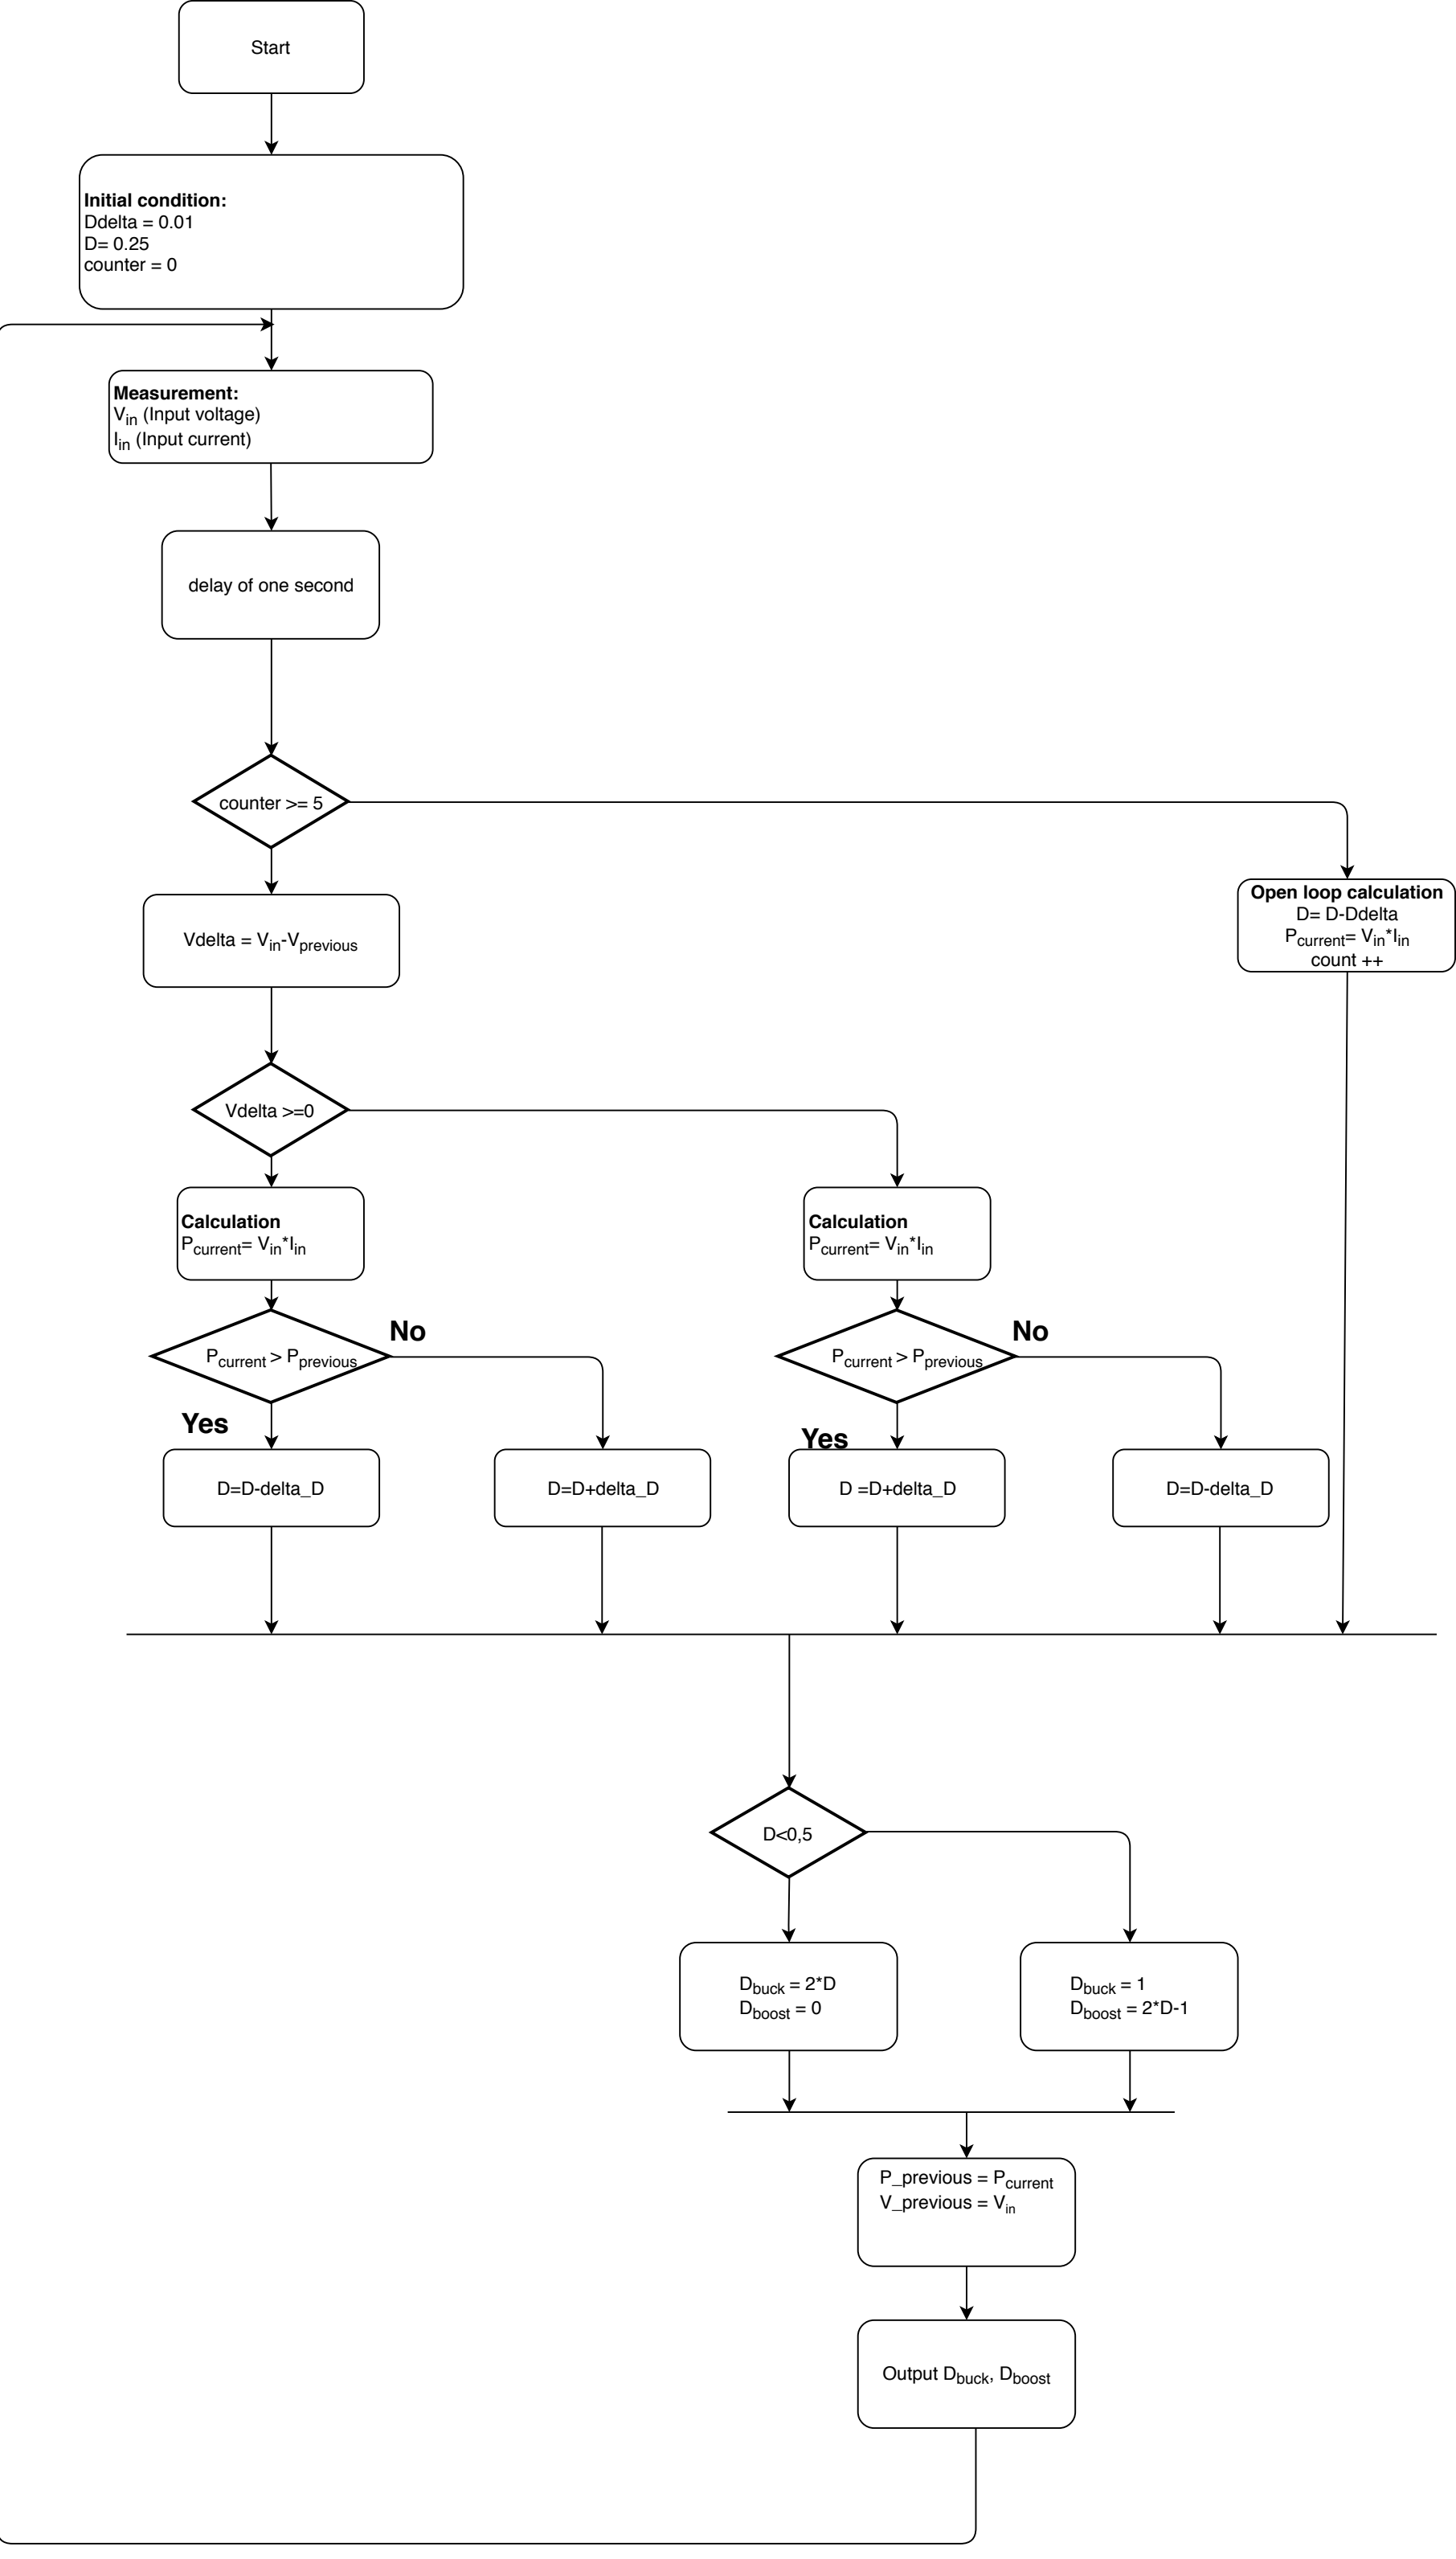 Start
Initial condition:
Ddelta = 0.01
D= 0.25
counter = 0
Measurement:
Vin (Input voltage)
Iin (Input current)
delay of one second
counter >= 5
Vdelta = Vin-Vprevious
Open loop calculation
D= D-Ddelta
Pcurrent= Vin*Iin
count ++
Vdelta >=0
Calculation
Pcurrent= Vin*Iin
Calculation
Pcurrent= Vin*Iin
Pcurrent > Pprevious
No
Pcurrent > Pprevious
No
Yes
Yes
D=D-delta_D
D=D+delta_D
D =D+delta_D
D=D-delta_D
D<0,5
Dbuck = 2*D
Dboost = 0
Dbuck = 1
Dboost = 2*D-1
P_previous = Pcurrent
V_previous = Vin
Output Dbuck, Dboost